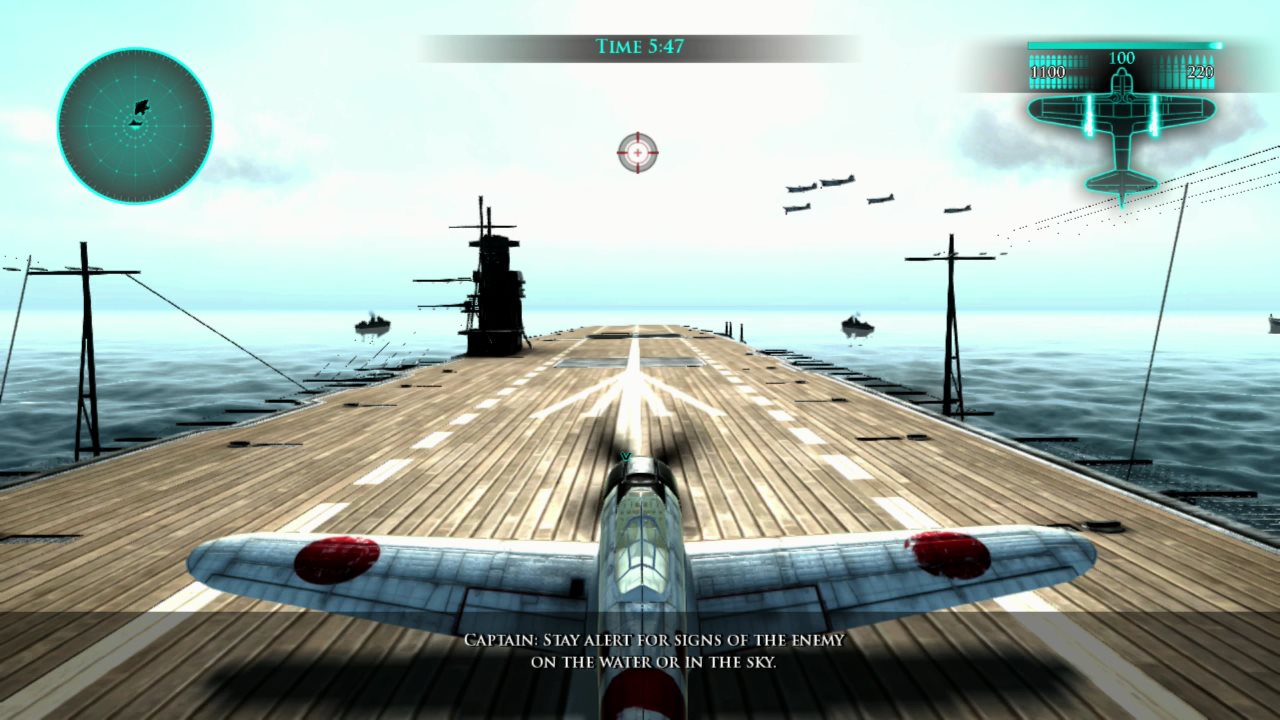 TIME 5:47
100
1100
220
CAPTAIN: STAY ALERT FOR SIGNS OF THE ENEMY
ON THE WATER OR IN THE SKY.